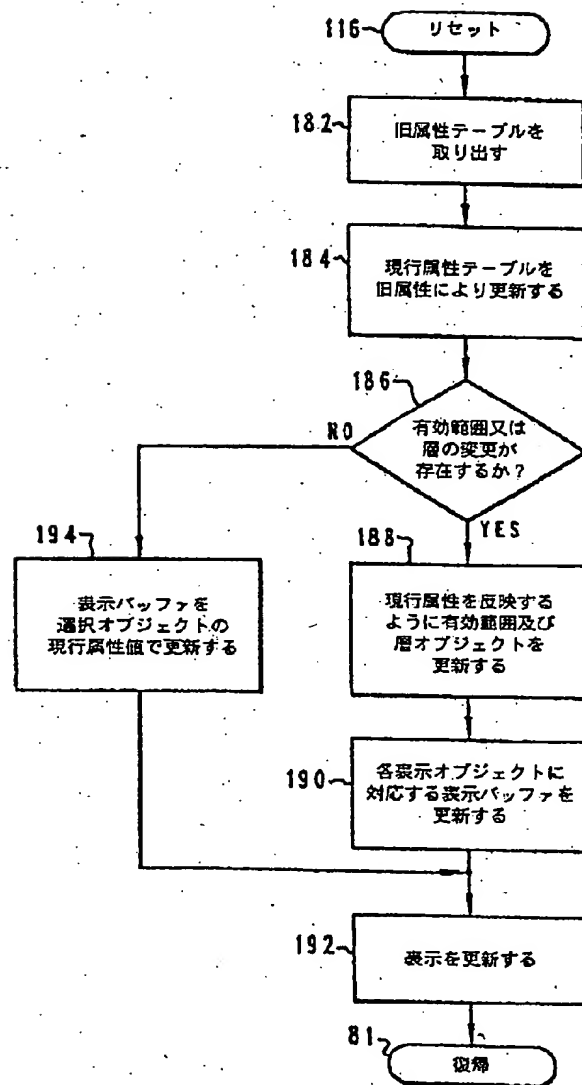 116
リセット
182
旧属性テーブルを
取り出す
184
現行属性テーブルを
旧属性により更新する
186
有効範囲又は
層の変更が
存在するか?
NO
YES
194
表示バッファを
選択オブジェクトの
現行属性値で更新する
188
現行属性を反映する
ように有効範囲及び
層オブジェクトを
更新する
190
各表示オブジェクトに
対応する表示バッファを
更新する
192
表示を更新する
81
復帰